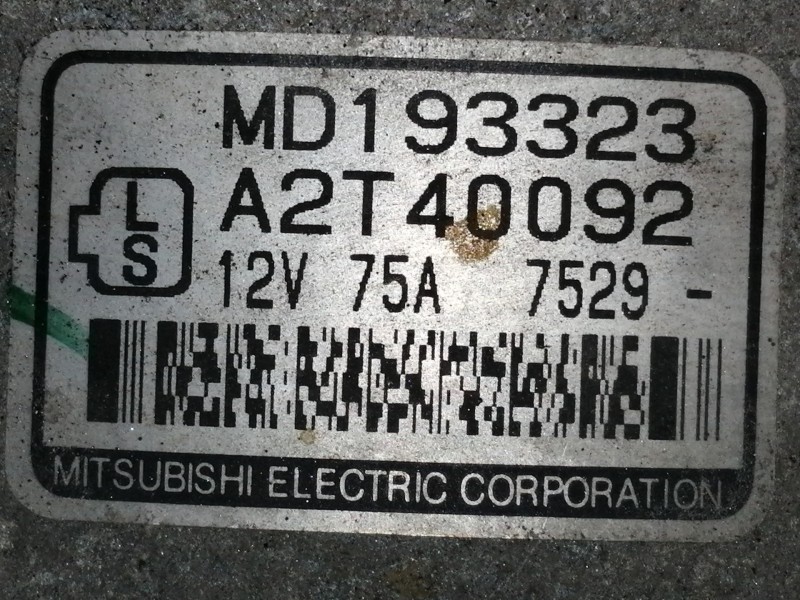 MD193323
A2T40092
L
S
12V 75A 7529 -
MITSUBISHI ELECTRIC CORPORATION